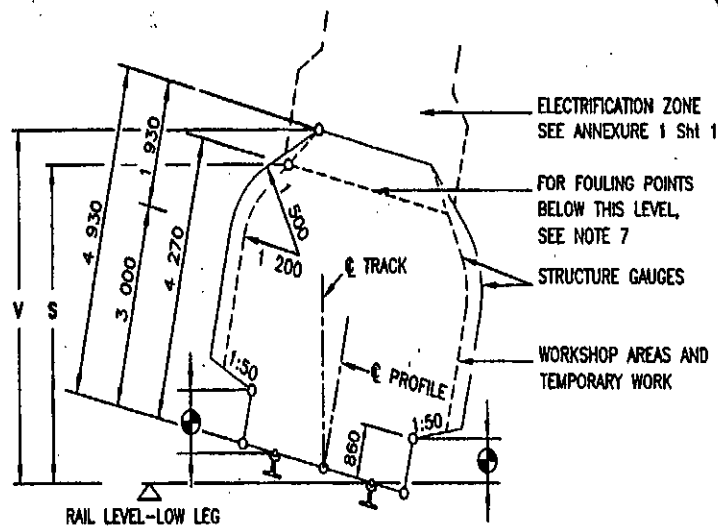 ELECTRIFICATION ZONE
SEE ANNEXURE 1 Sht 1
FOR FOULING POINTS
BELOW THIS LEVEL,
SEE NOTE 7
STRUCTURE GAUGES
WORKSHOP AREAS AND
TEMPORARY WORK
1 930
4 930
3 000
4 270
V
S
1 500
1 200
℄ TRACK
℄ PROFILE
1:50
1:50
860
RAIL LEVEL-LOW LEG